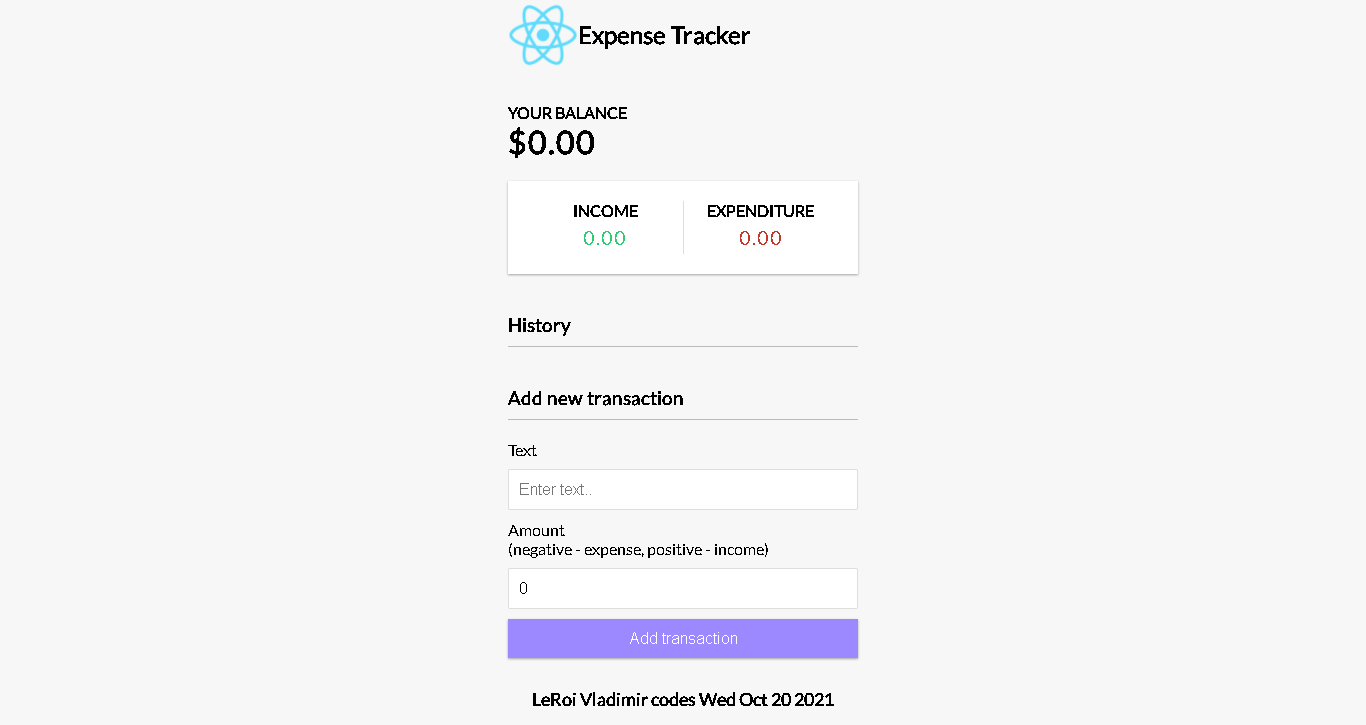 Expense Tracker
YOUR BALANCE
$0.00
INCOME EXPENDITURE
0.00 0.00
History
Add new transaction
Text
Enter text..
Amount
(negative - expense, positive - income)
0
Add transaction
LeRoi Vladimir codes Wed Oct 20 2021